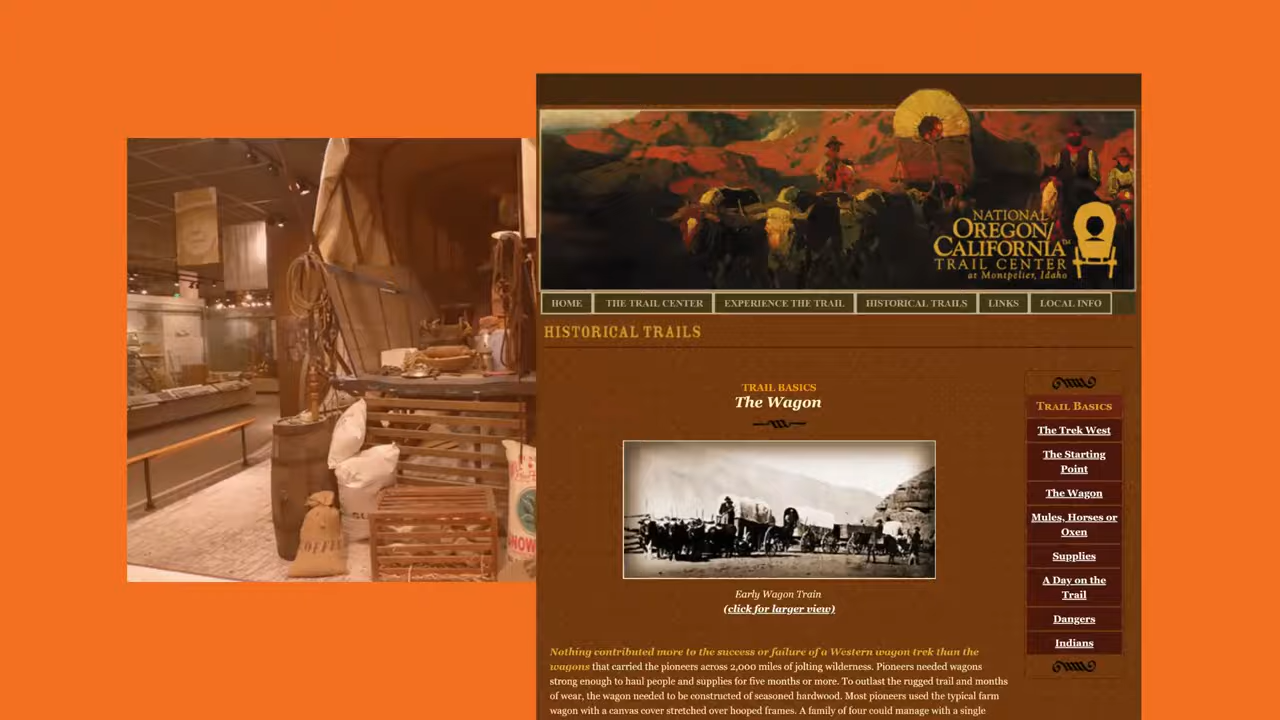 NATIONAL
OREGON/
CALIFORNIA™
TRAIL CENTER
at Montpelier, Idaho
HOME
THE TRAIL CENTER
EXPERIENCE THE TRAIL
HISTORICAL TRAILS
LINKS
LOCAL INFO
HISTORICAL TRAILS
TRAIL BASICS
The Wagon
Early Wagon Train
(click for larger view)
Nothing contributed more to the success or failure of a Western wagon trek than the
wagons that carried the pioneers across 2,000 miles of jolting wilderness. Pioneers needed wagons
strong enough to haul people and supplies for five months or more. To outlast the rugged trail and months
of wear, the wagon needed to be constructed of seasoned hardwood. Most pioneers used the typical farm
wagon with a canvas cover stretched over hooped frames. A family of four could manage with a single
TRAIL BASICS
The Trek West
The Starting
Point
The Wagon
Mules, Horses or
Oxen
Supplies
A Day on the
Trail
Dangers
Indians